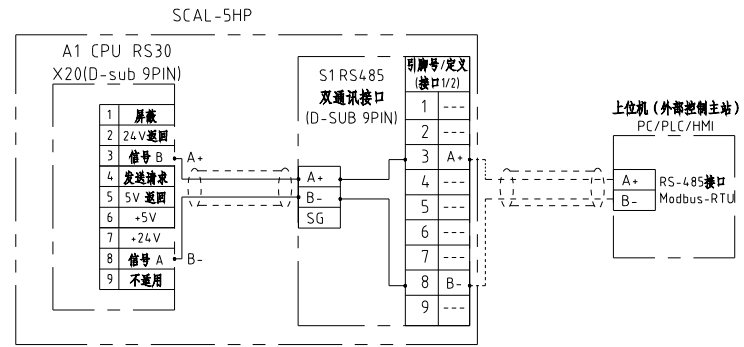 SCAL-5HP
A1 CPU RS30
X20(D-sub 9PIN)
1 屏蔽
2 24V返回
3 信号 B A+
4 发送请求
5 5V 返回
6 +5V
7 +24V
8 信号 A B-
9 不适用
S1 RS485
双通讯接口
(D-SUB 9PIN)
A+
B-
SG
引脚号/定义
(接口1/2)
1 ---
2 ---
3 A+
4 ---
5 ---
6 ---
7 ---
8 B-
9 ---
上位机(外部控制主站)
PC/PLC/HMI
A+ RS-485接口
B- Modbus-RTU